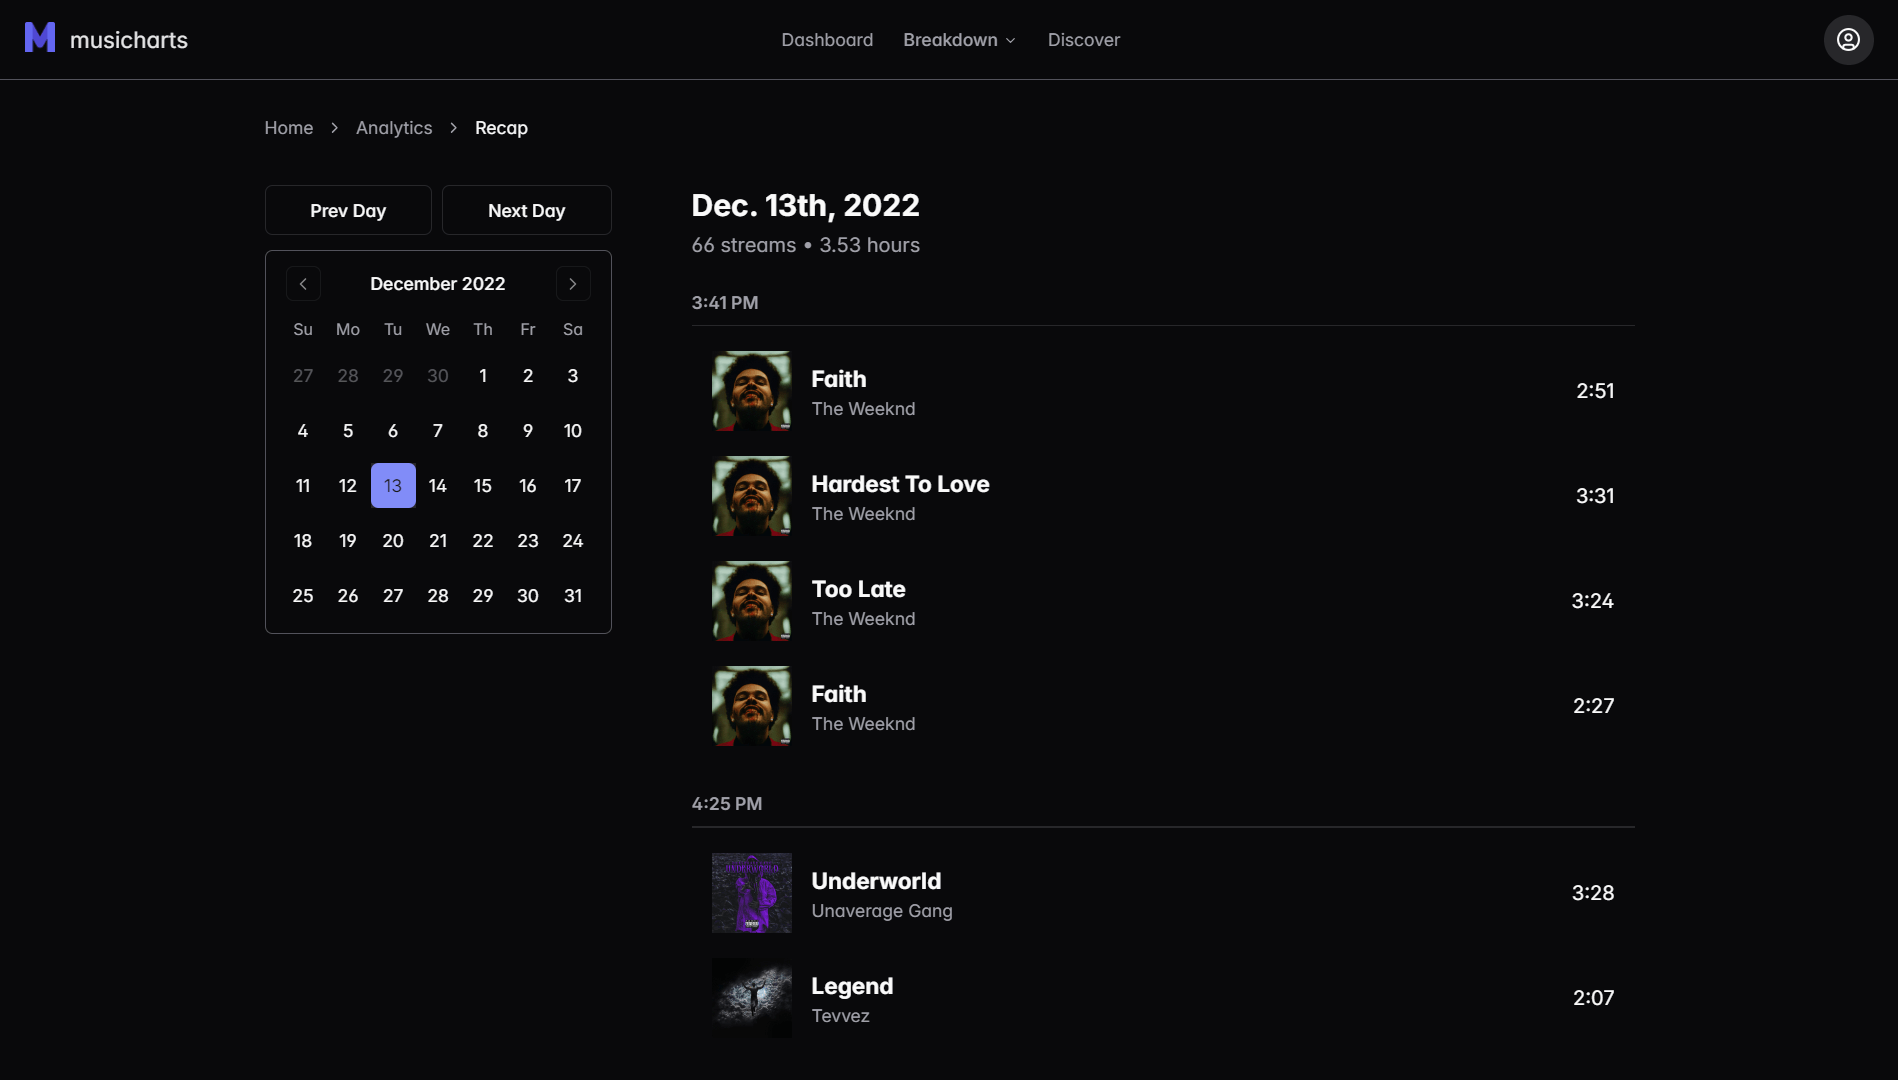 musicharts
Dashboard Breakdown Discover
Home > Analytics > Recap
Prev Day Next Day
December 2022
Su Mo Tu We Th Fr Sa
27 28 29 30 1 2 3
4 5 6 7 8 9 10
11 12 13 14 15 16 17
18 19 20 21 22 23 24
25 26 27 28 29 30 31
Dec. 13th, 2022
66 streams • 3.53 hours
3:41 PM
Faith
The Weeknd
2:51
Hardest To Love
The Weeknd
3:31
Too Late
The Weeknd
3:24
Faith
The Weeknd
2:27
4:25 PM
Underworld
Unaverage Gang
3:28
Legend
Tevvez
2:07